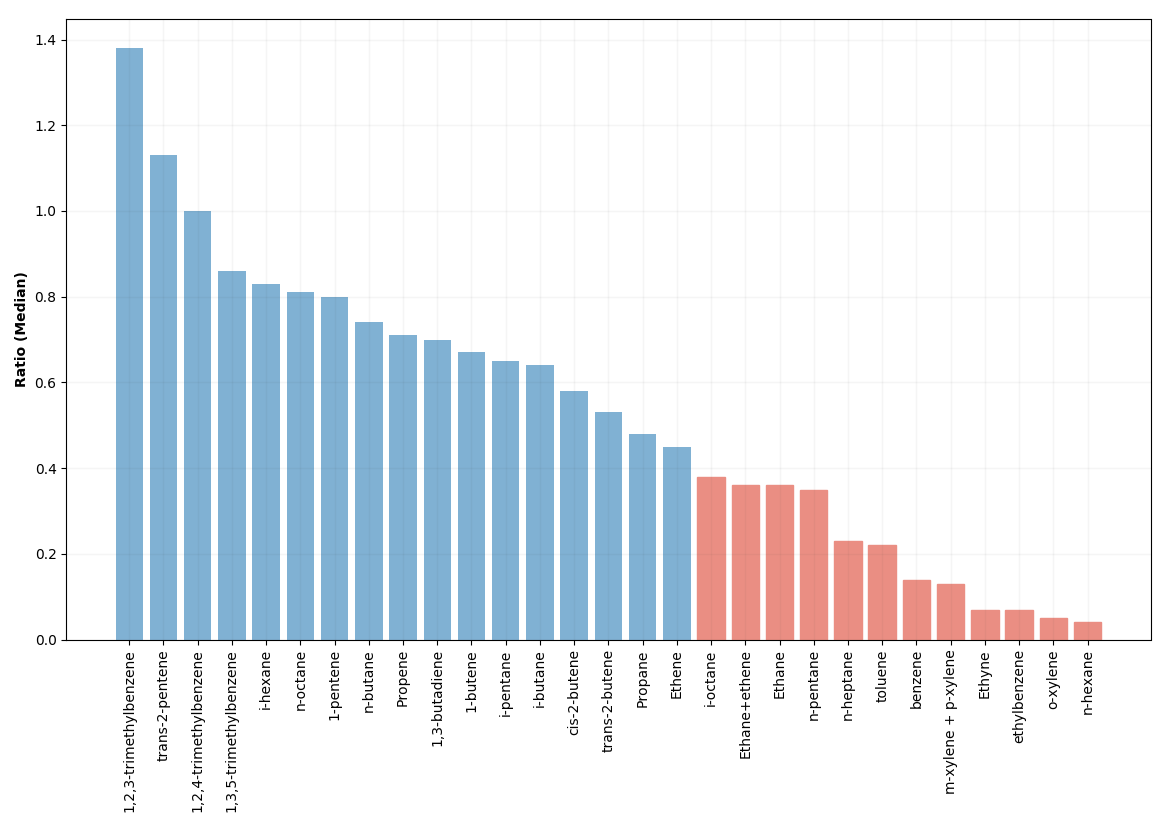 1.4
1.2
1.0
0.8
0.6
0.4
0.2
0.0
Ratio (Median)
1,2,3-trimethylbenzene
trans-2-pentene
1,2,4-trimethylbenzene
1,3,5-trimethylbenzene
i-hexane
n-octane
1-pentene
n-butane
Propene
1,3-butadiene
1-butene
i-pentane
i-butane
cis-2-butene
trans-2-butene
Propane
Ethene
i-octane
Ethane+ethene
Ethane
n-pentane
n-heptane
toluene
benzene
m-xylene + p-xylene
Ethyne
ethylbenzene
o-xylene
n-hexane